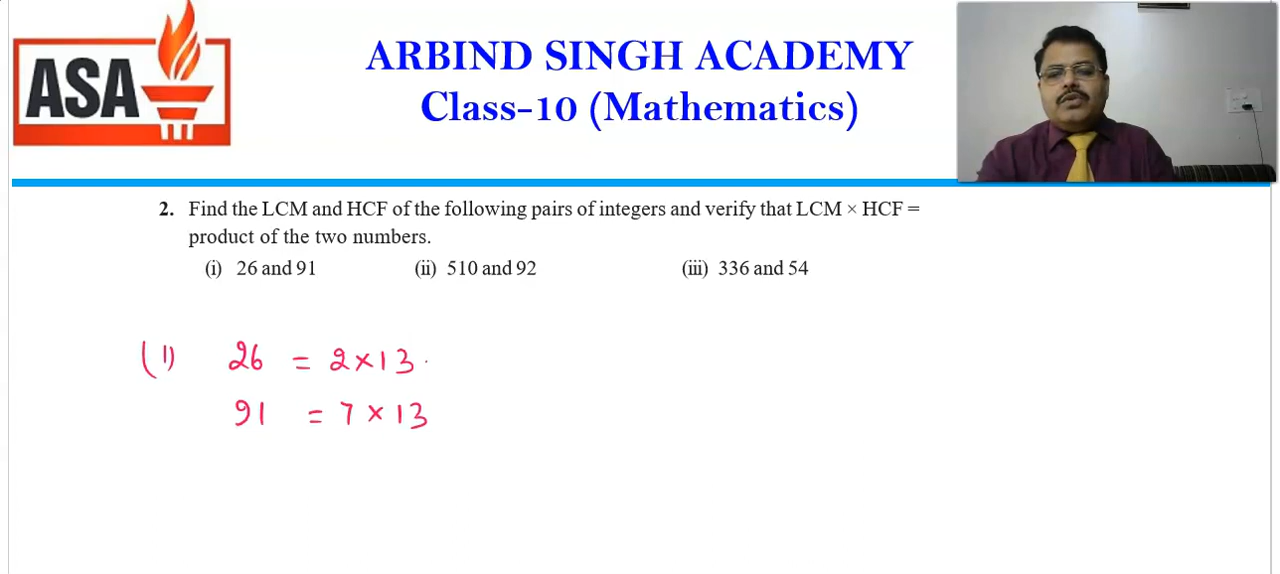 ASA
ARBIND SINGH ACADEMY
Class-10 (Mathematics)
2. Find the LCM and HCF of the following pairs of integers and verify that LCM × HCF =
product of the two numbers.
(i) 26 and 91 (ii) 510 and 92 (iii) 336 and 54
(1) 26 = 2 × 13
91 = 7 × 13